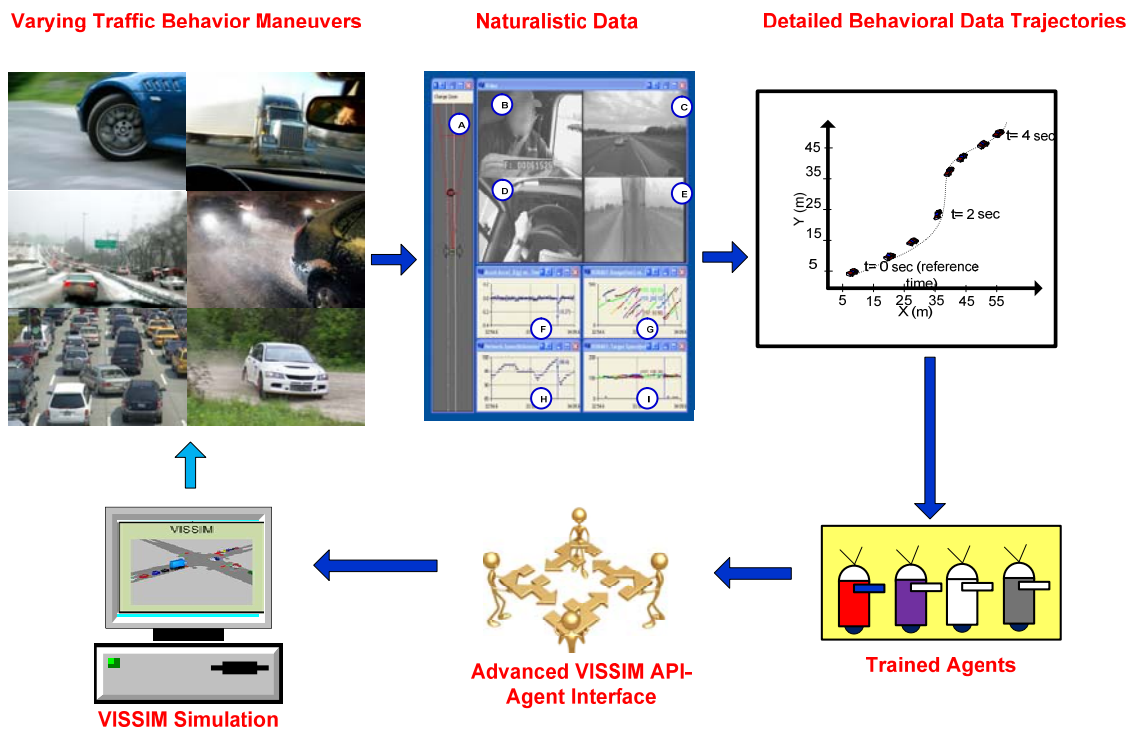 Varying Traffic Behavior Maneuvers
Naturalistic Data
Detailed Behavioral Data Trajectories
A
B
C
D
E
F
G
H
I
45
35
25
15
5
Y (m)
t= 4 sec
t= 2 sec
t= 0 sec (reference
time)
5 15 25 35 45 55
X (m)
VISSIM
VISSIM Simulation
Advanced VISSIM API-
Agent Interface
Trained Agents